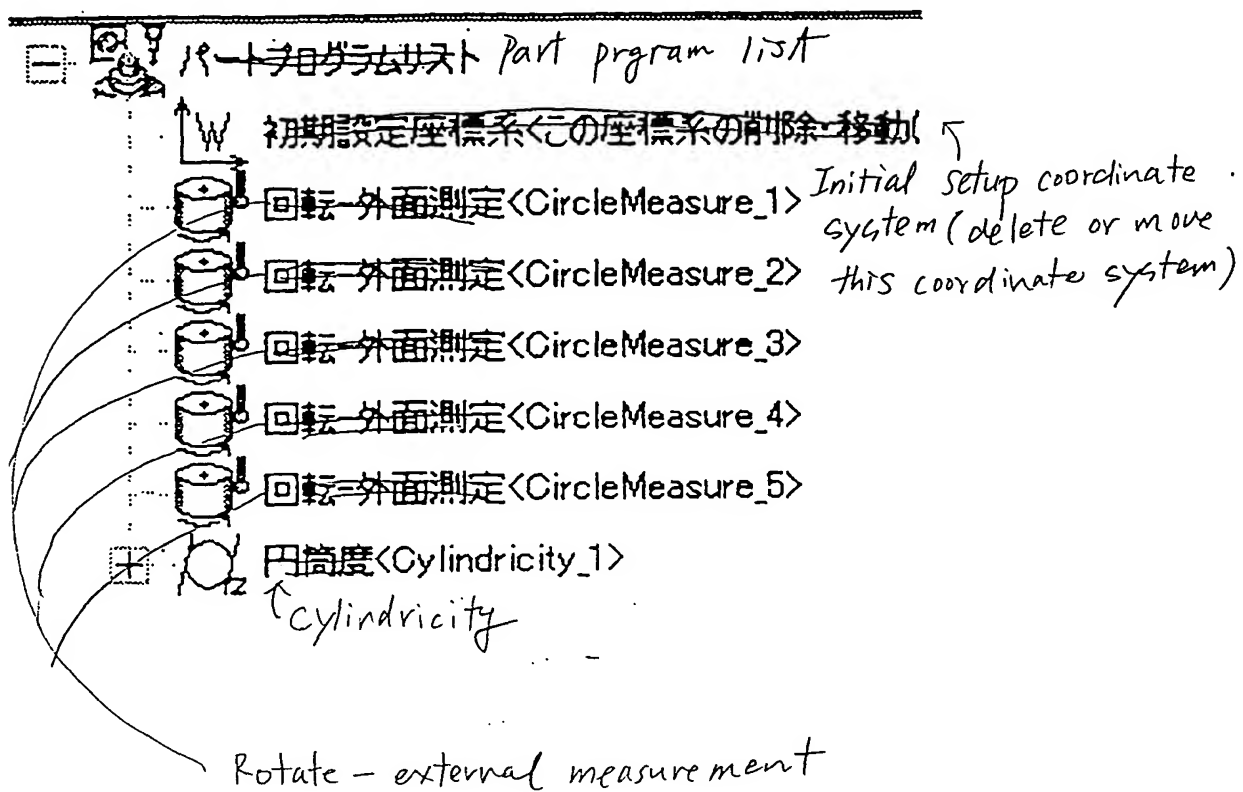 パートプログラムリスト Part prgram list
W 初期設定座標系<この座標系の削除・移動(
回転-外面測定<CircleMeasure_1>
Initial setup coordinate
system (delete or move
this coordinate system)
回転-外面測定<CircleMeasure_2>
回転-外面測定<CircleMeasure_3>
回転-外面測定<CircleMeasure_4>
回転-外面測定<CircleMeasure_5>
円筒度<Cylindricity_1>
Cylindricity
Rotate - external measurement